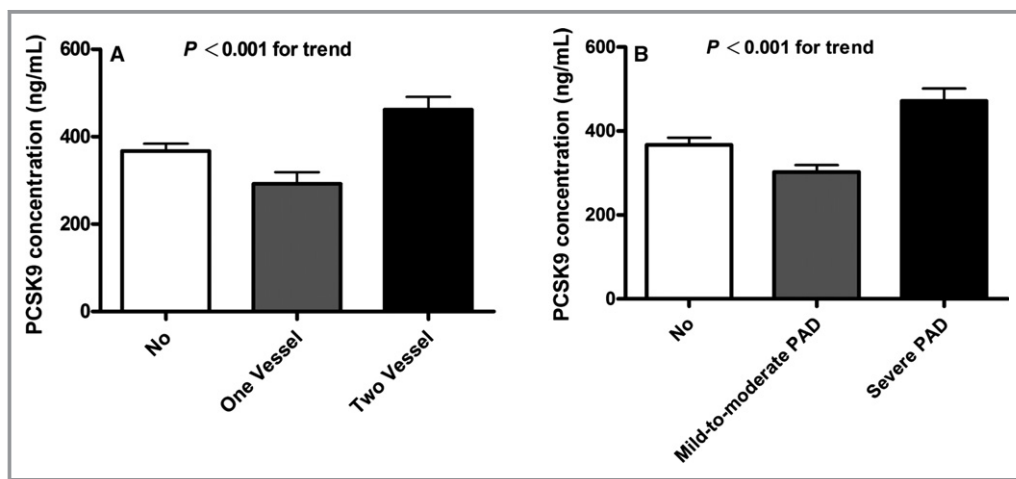 A
P < 0.001 for trend
PCSK9 concentration (ng/mL)
600
400
200
0
No
One Vessel
Two Vessel
B
P < 0.001 for trend
PCSK9 concentration (ng/mL)
600
400
200
0
No
Mild-to-moderate PAD
Severe PAD